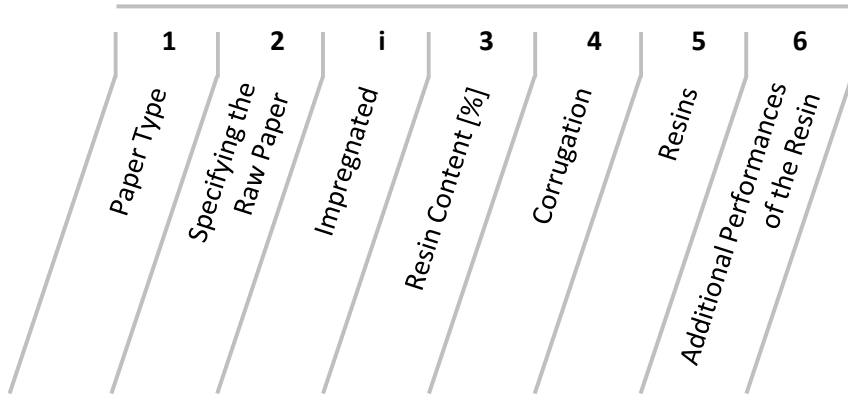 1 2 i 3 4 5 6
Paper Type
Specifying the
Raw Paper
Impregnated
Resin Content [%]
Corrugation
Resins
Additional Performances
of the Resin